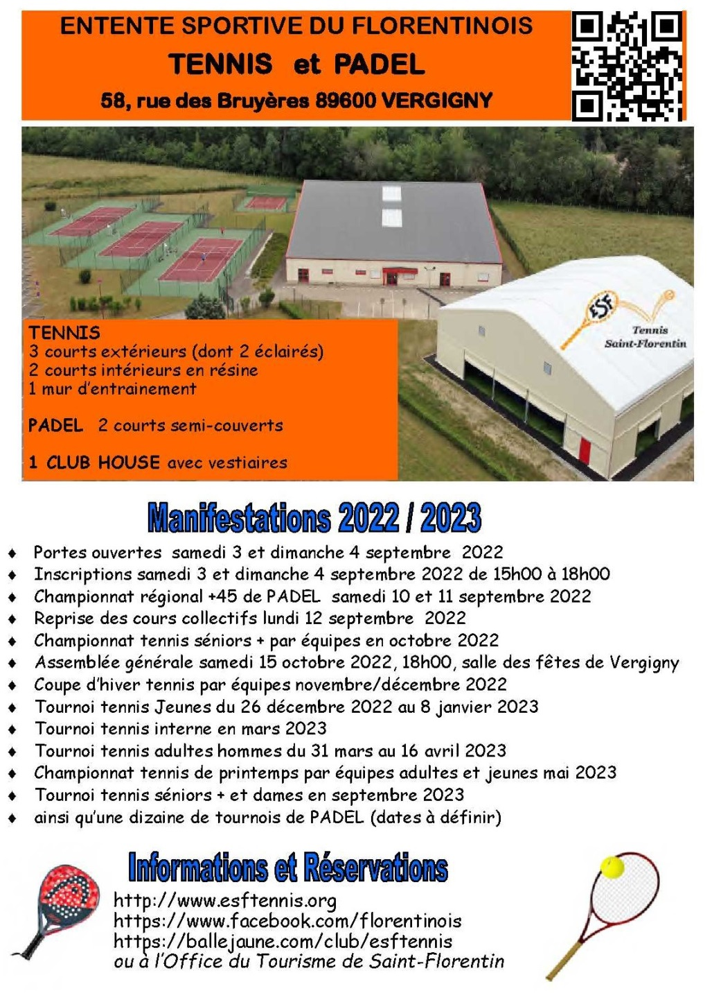 ENTENTE SPORTIVE DU FLORENTINOIS
TENNIS et PADEL
58, rue des Bruyères 89600 VERGIGNY
ESF
Tennis
Saint-Florentin
TENNIS
3 courts extérieurs (dont 2 éclairés)
2 courts intérieurs en résine
1 mur d'entrainement
PADEL 2 courts semi-couverts
1 CLUB HOUSE avec vestiaires
Manifestations 2022 / 2023
♦ Portes ouvertes samedi 3 et dimanche 4 septembre 2022
♦ Inscriptions samedi 3 et dimanche 4 septembre 2022 de 15h00 à 18h00
♦ Championnat régional +45 de PADEL samedi 10 et 11 septembre 2022
♦ Reprise des cours collectifs lundi 12 septembre 2022
♦ Championnat tennis séniors + par équipes en octobre 2022
♦ Assemblée générale samedi 15 octobre 2022, 18h00, salle des fêtes de Vergigny
♦ Coupe d'hiver tennis par équipes novembre/décembre 2022
♦ Tournoi tennis Jeunes du 26 décembre 2022 au 8 janvier 2023
♦ Tournoi tennis interne en mars 2023
♦ Tournoi tennis adultes hommes du 31 mars au 16 avril 2023
♦ Championnat tennis de printemps par équipes adultes et jeunes mai 2023
♦ Tournoi tennis séniors + et dames en septembre 2023
♦ ainsi qu'une dizaine de tournois de PADEL (dates à définir)
Informations et Réservations
http://www.esftennis.org
https://www.facebook.com/florentinois
https://ballejaune.com/club/esftennis
ou à l'Office du Tourisme de Saint-Florentin